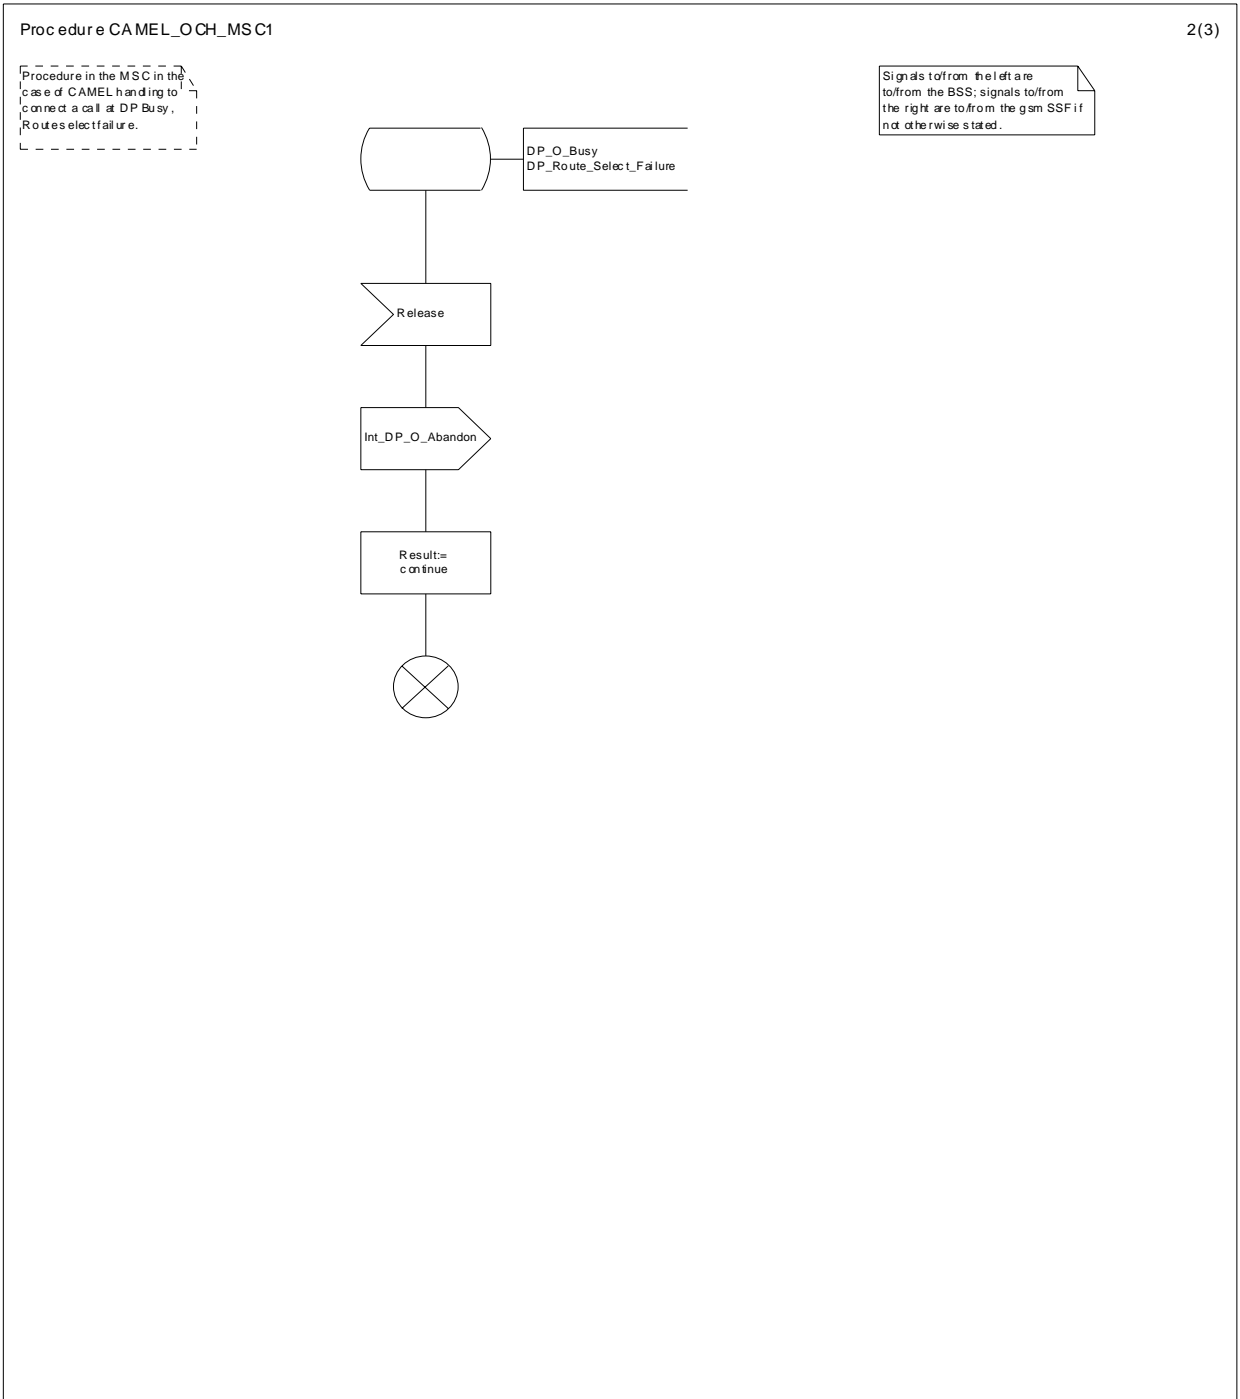 Procedure CAMEL_OCH_MSC1
2(3)
Procedure in the MSC in the
case of CAMEL handling to
connect a call at DP Busy,
Route select failure.
Signals to/from the left are
to/from the BSS; signals to/from
the right are to/from the gsmSSF if
not otherwise stated.
DP_O_Busy
DP_Route_Select_Failure
Release
Int_DP_O_Abandon
Result:=
continue